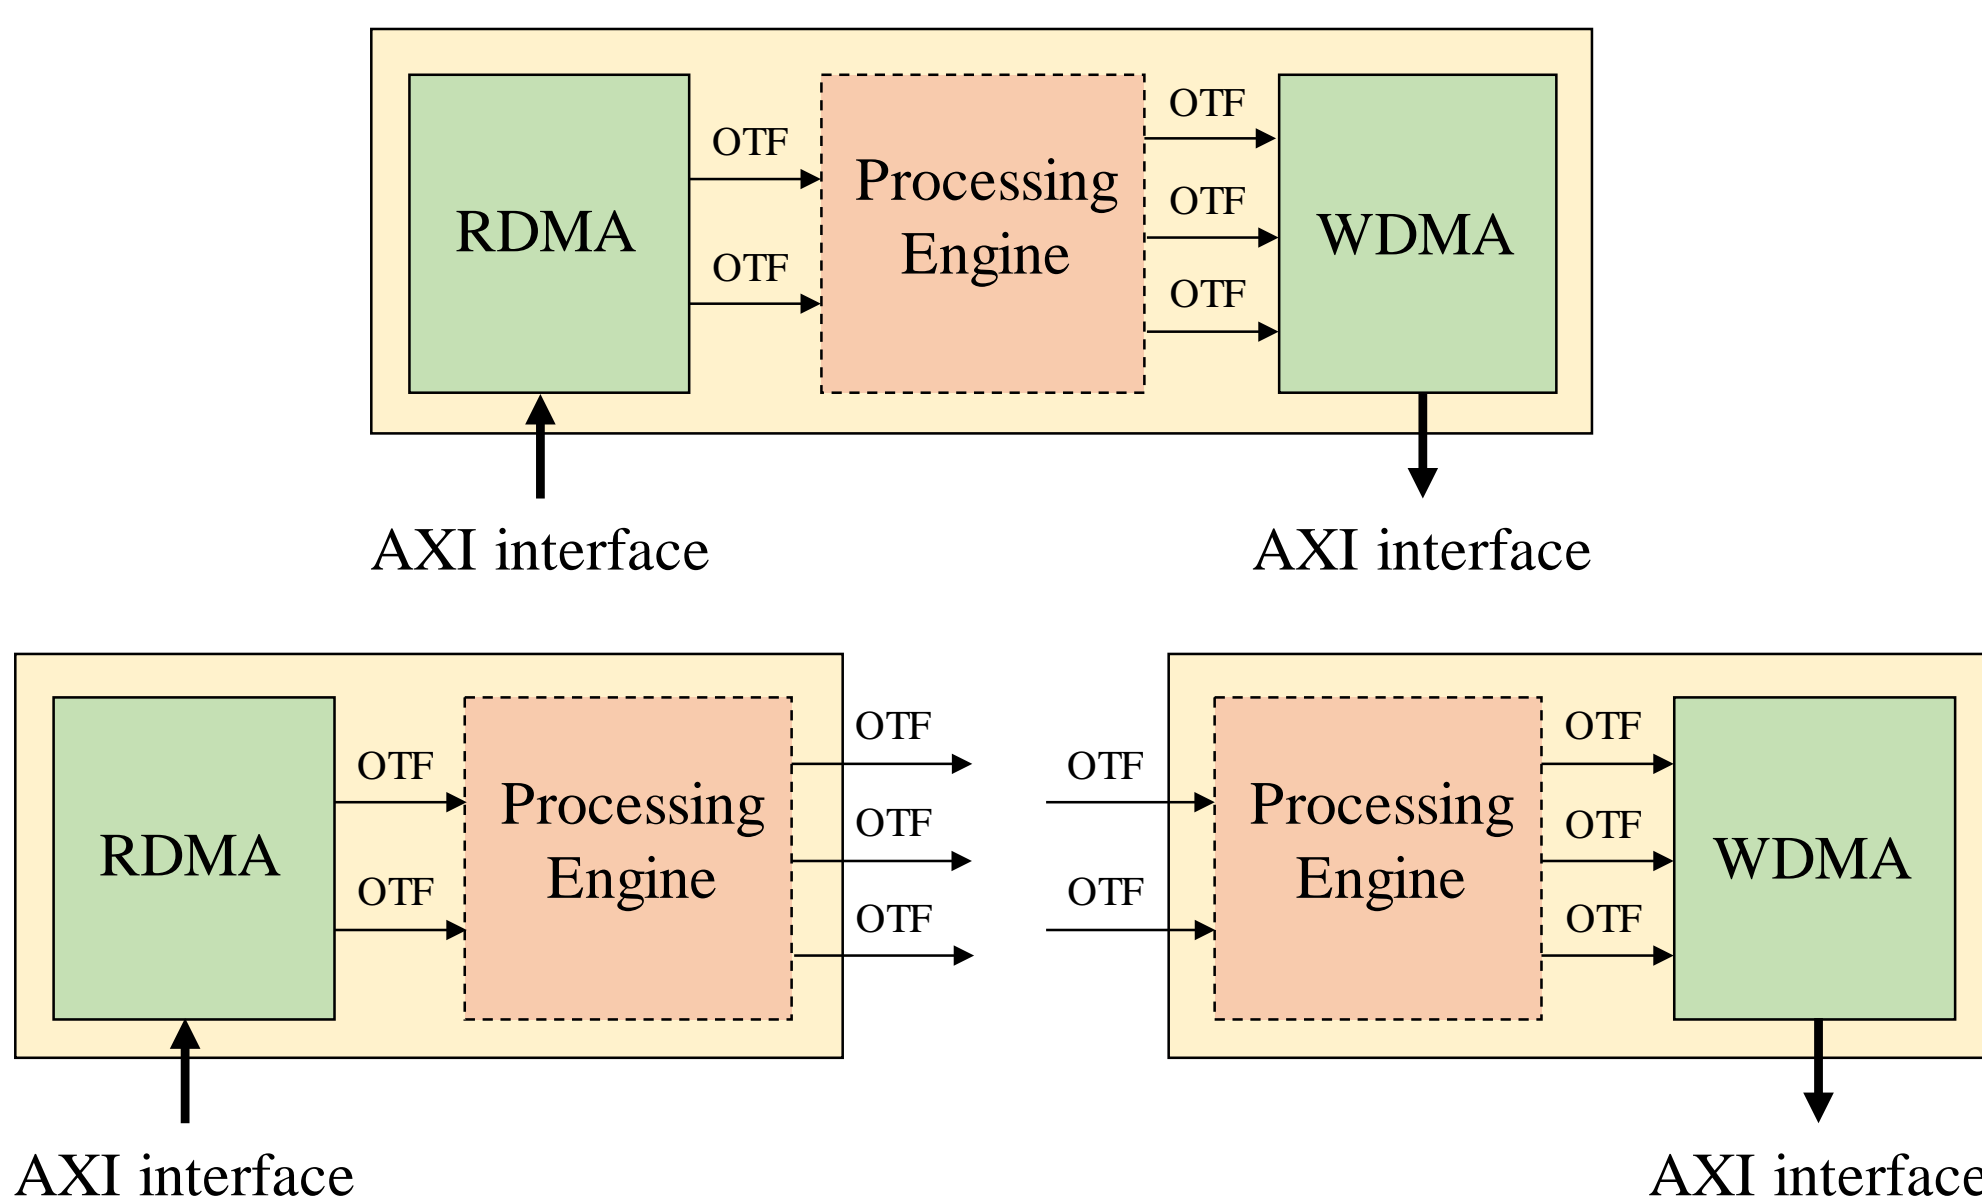 OTF
OTF
OTF
OTF
OTF
RDMA
Processing
Engine
WDMA
AXI interface
AXI interface
OTF
OTF
RDMA
Processing
Engine
OTF
OTF
OTF
AXI interface
OTF
OTF
Processing
Engine
OTF
OTF
OTF
WDMA
AXI interface